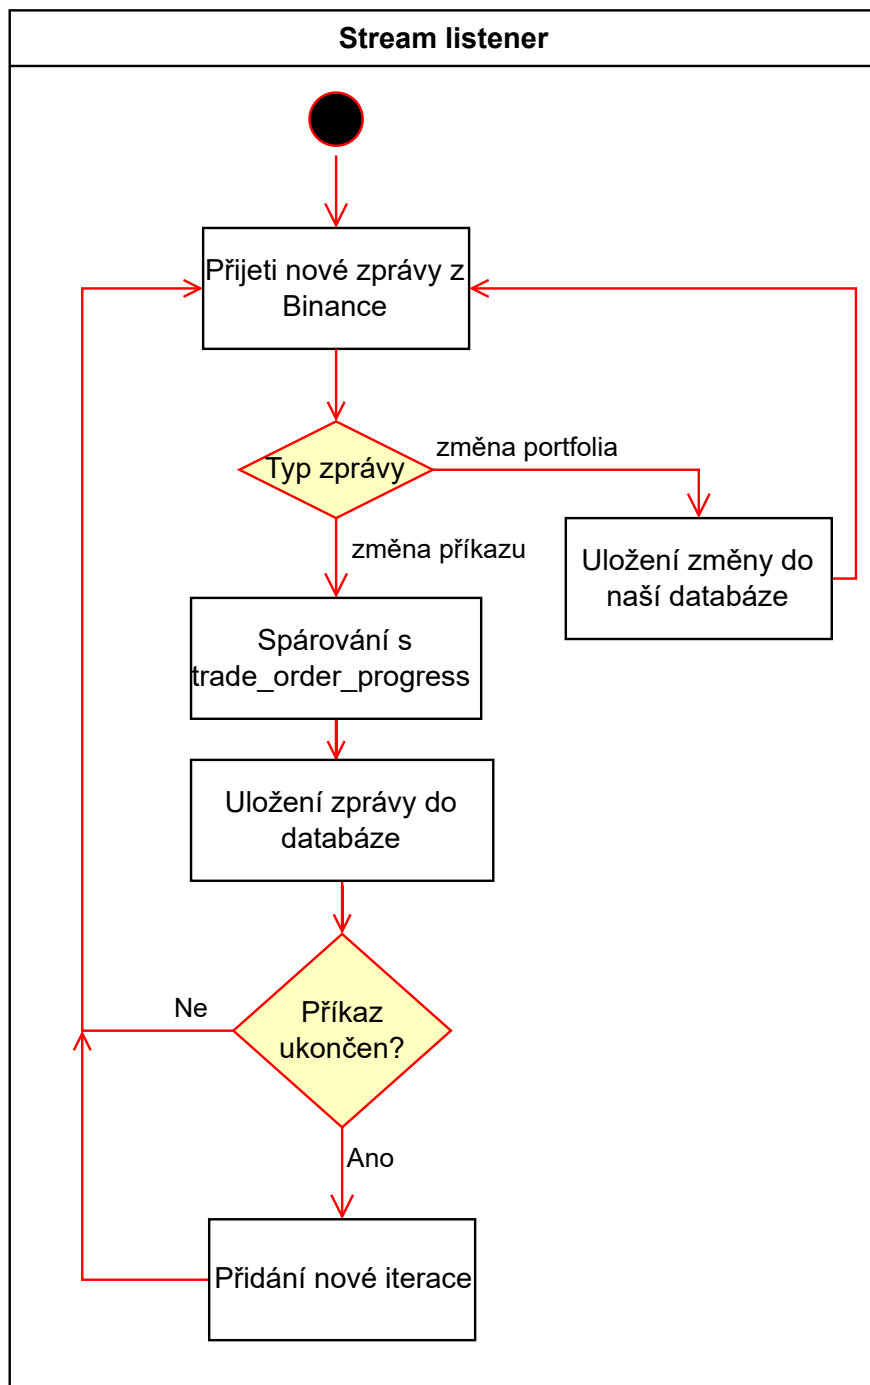 Stream listener
Přijeti nové zprávy z
Binance
Typ zprávy
změna portfolia
změna příkazu
Uložení změny do
naší databáze
Spárování s
trade_order_progress
Uložení zprávy do
databáze
Příkaz
ukončen?
Ne
Ano
Přidání nové iterace